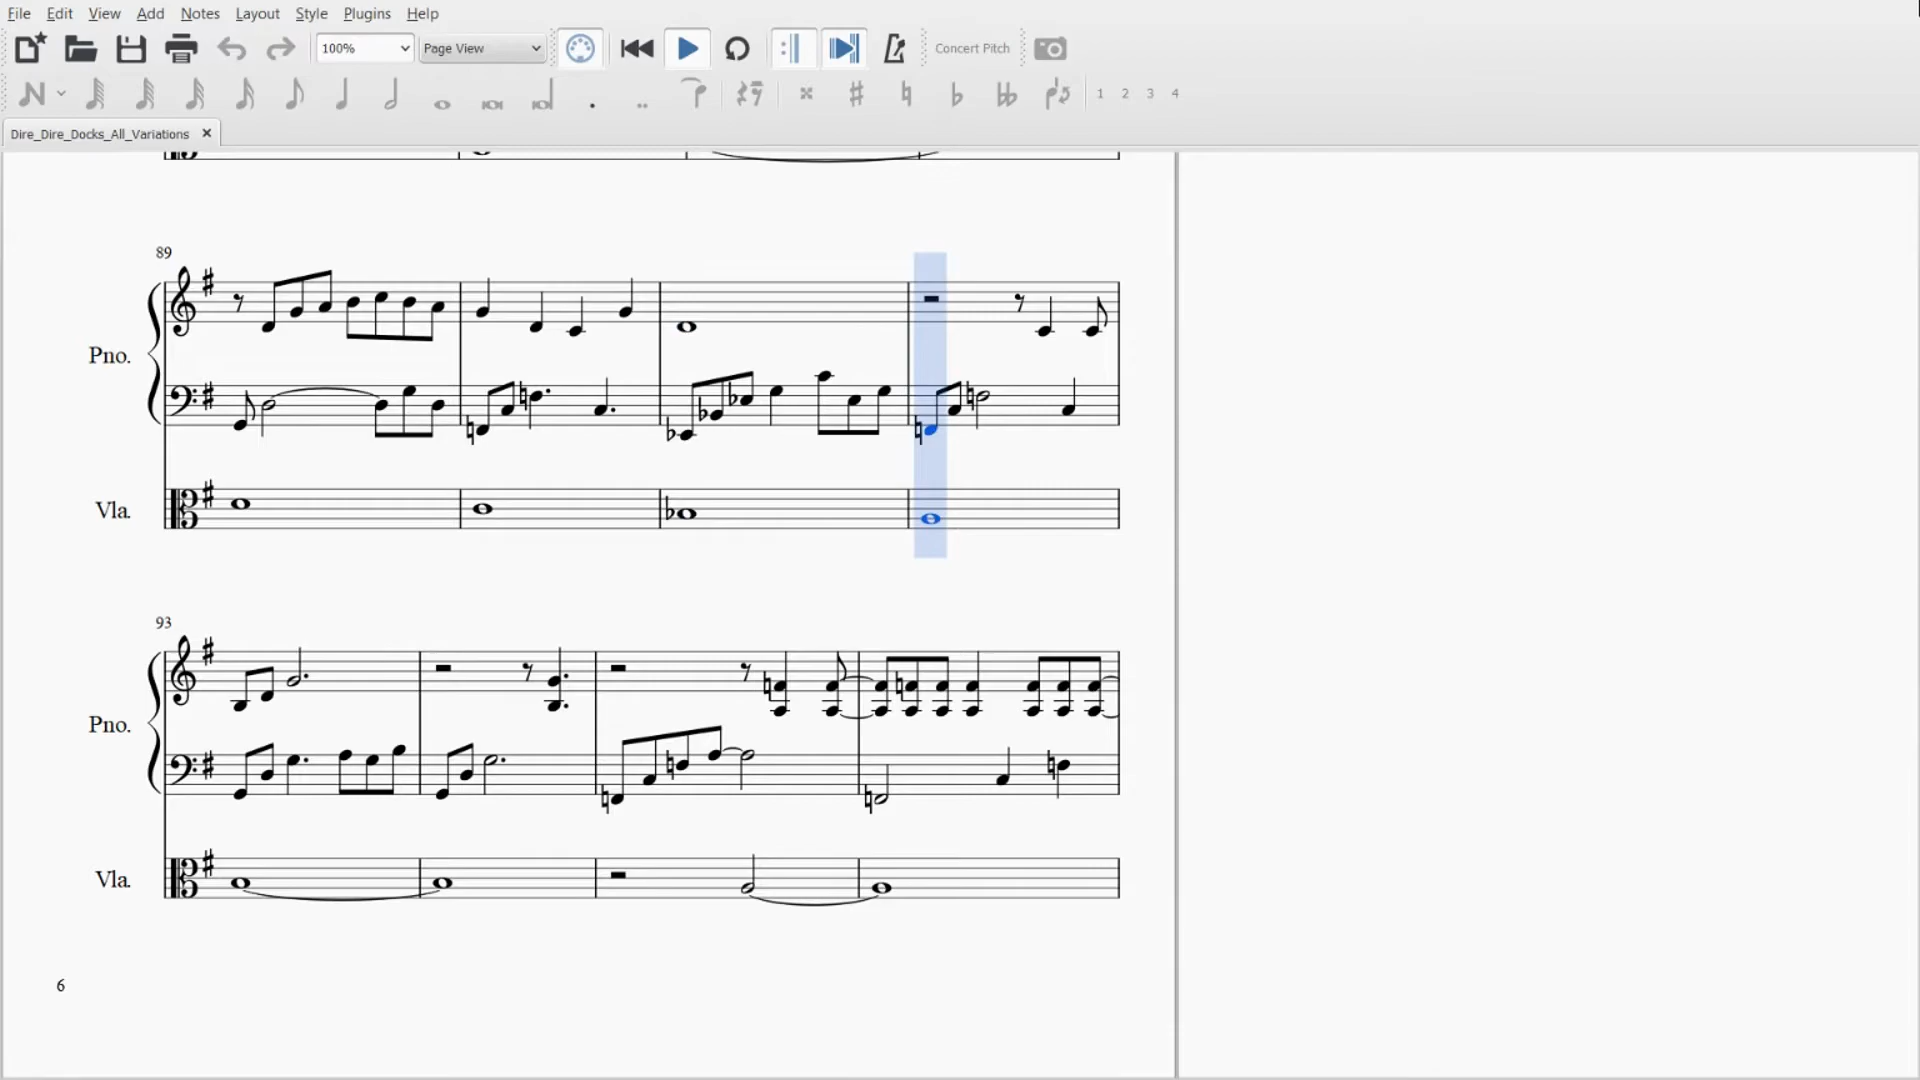 File Edit View Add Notes Layout Style Plugins Help
100% Page View Concert Pitch
1 2 3 4
Dire_Dire_Docks_All_Variations
89
Pno.
Vla.
93
Pno.
Vla.
6